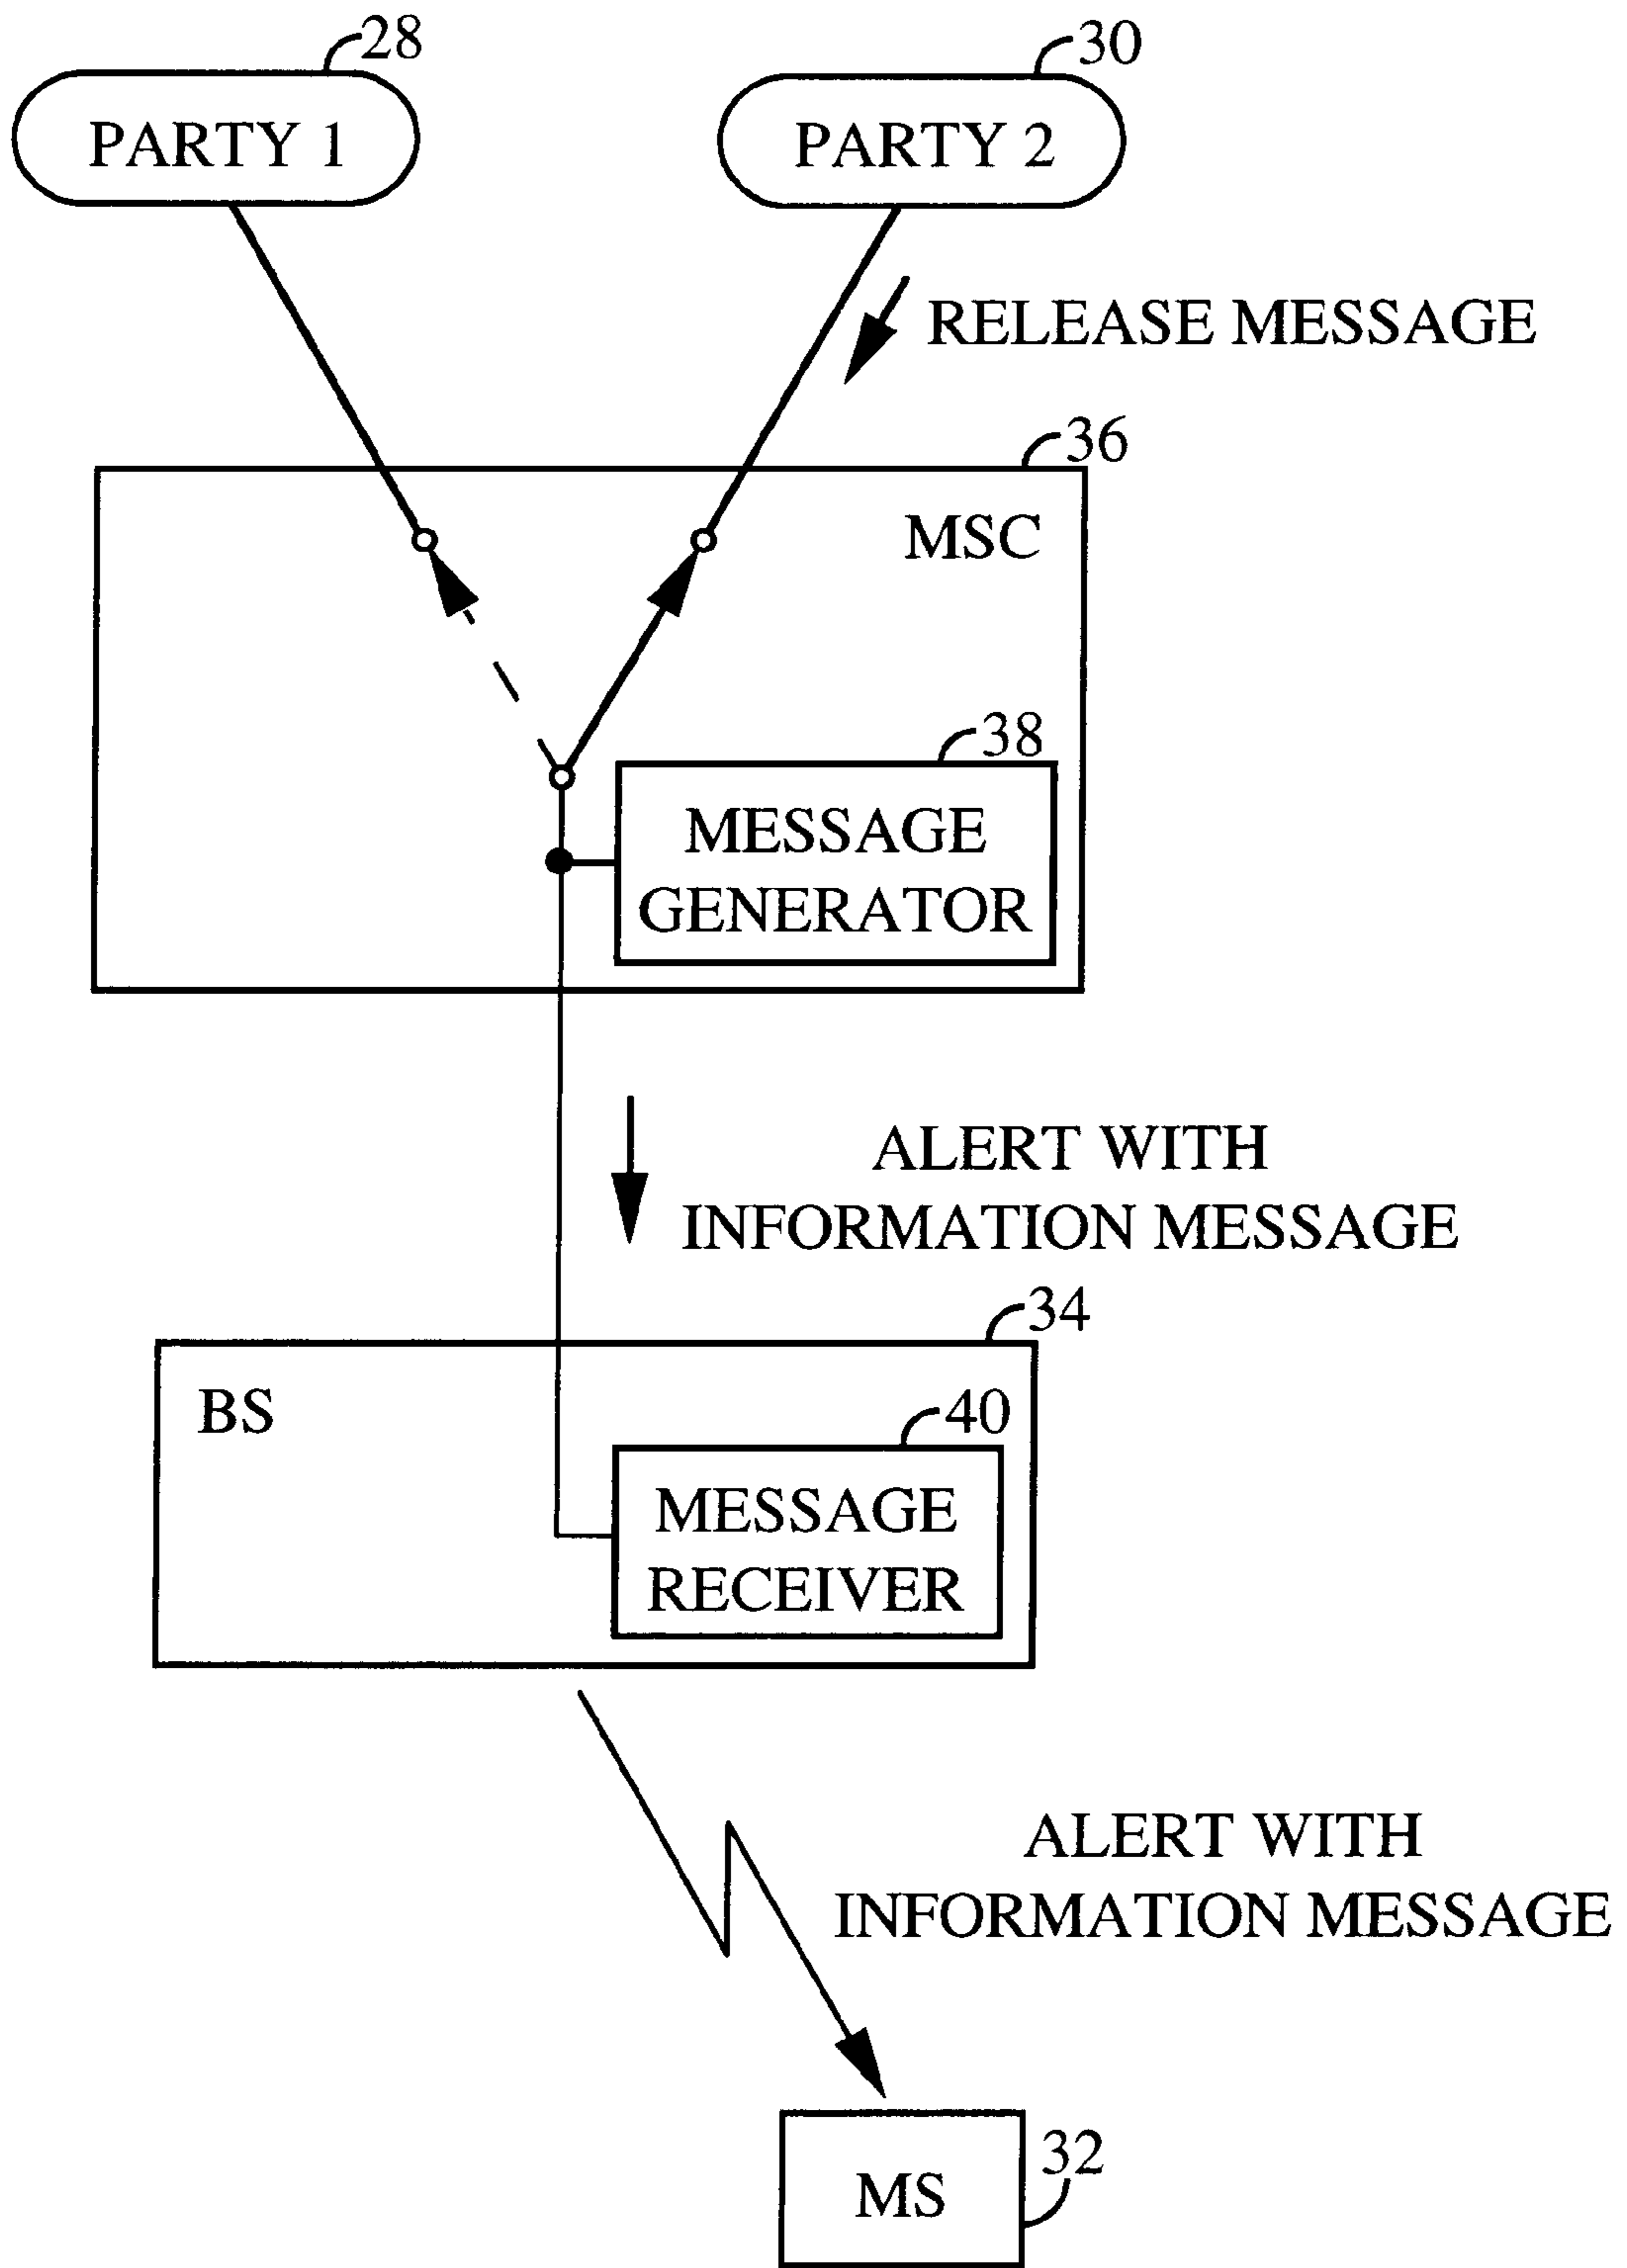 28
30
PARTY 1
PARTY 2
RELEASE MESSAGE
36
MSC
38
MESSAGE
GENERATOR
ALERT WITH
INFORMATION MESSAGE
34
BS
40
MESSAGE
RECEIVER
ALERT WITH
INFORMATION MESSAGE
32
MS